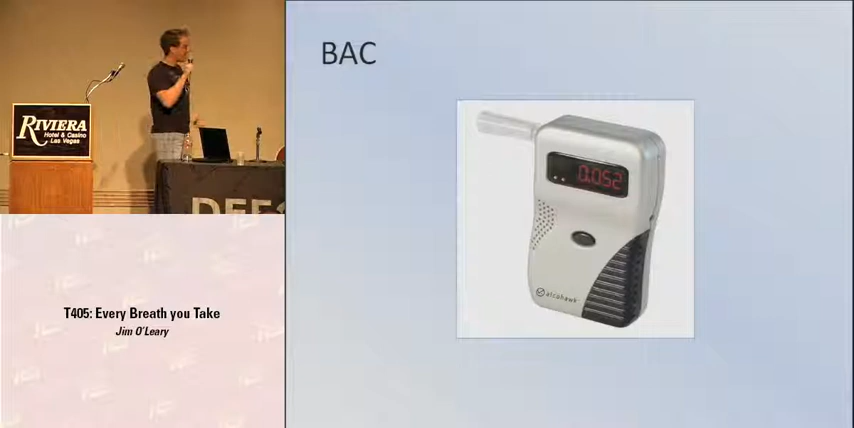 RIVIERA
Hotel & Casino
Las Vegas
DEF
T405: Every Breath you Take
Jim O'Leary
BAC
0.052
alcohawk